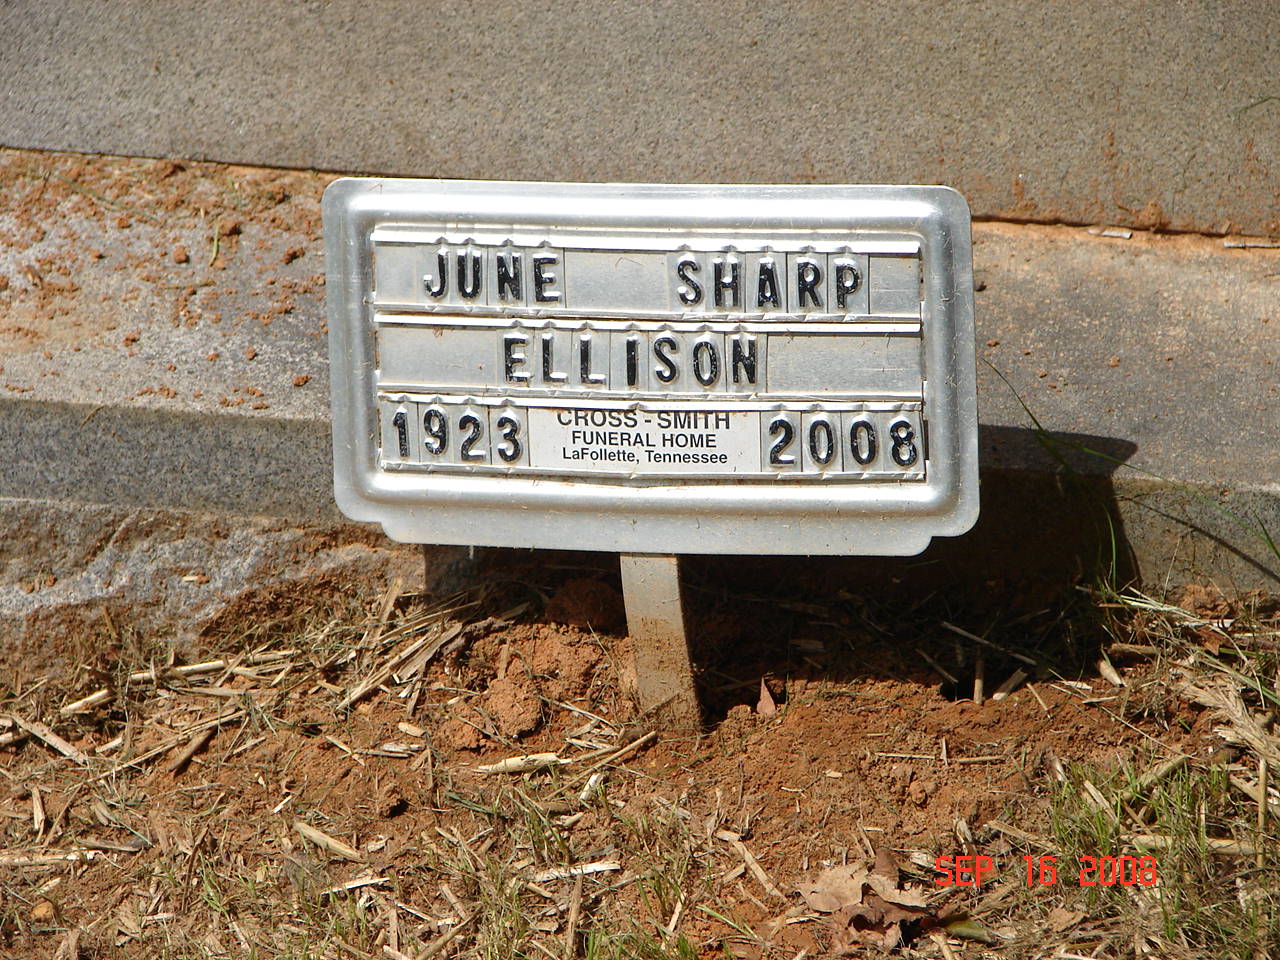 JUNE SHARP
ELLISON
1923 CROSS - SMITH 2008
FUNERAL HOME
LaFollette, Tennessee
SEP 16 2008